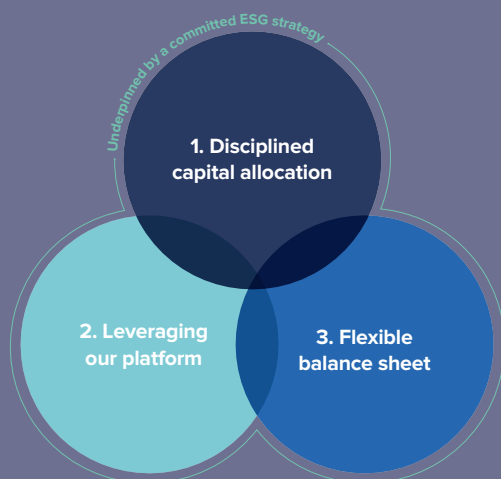 Underpinned by a committed ESG strategy
1. Disciplined
capital allocation
2. Leveraging
our platform
3. Flexible
balance sheet